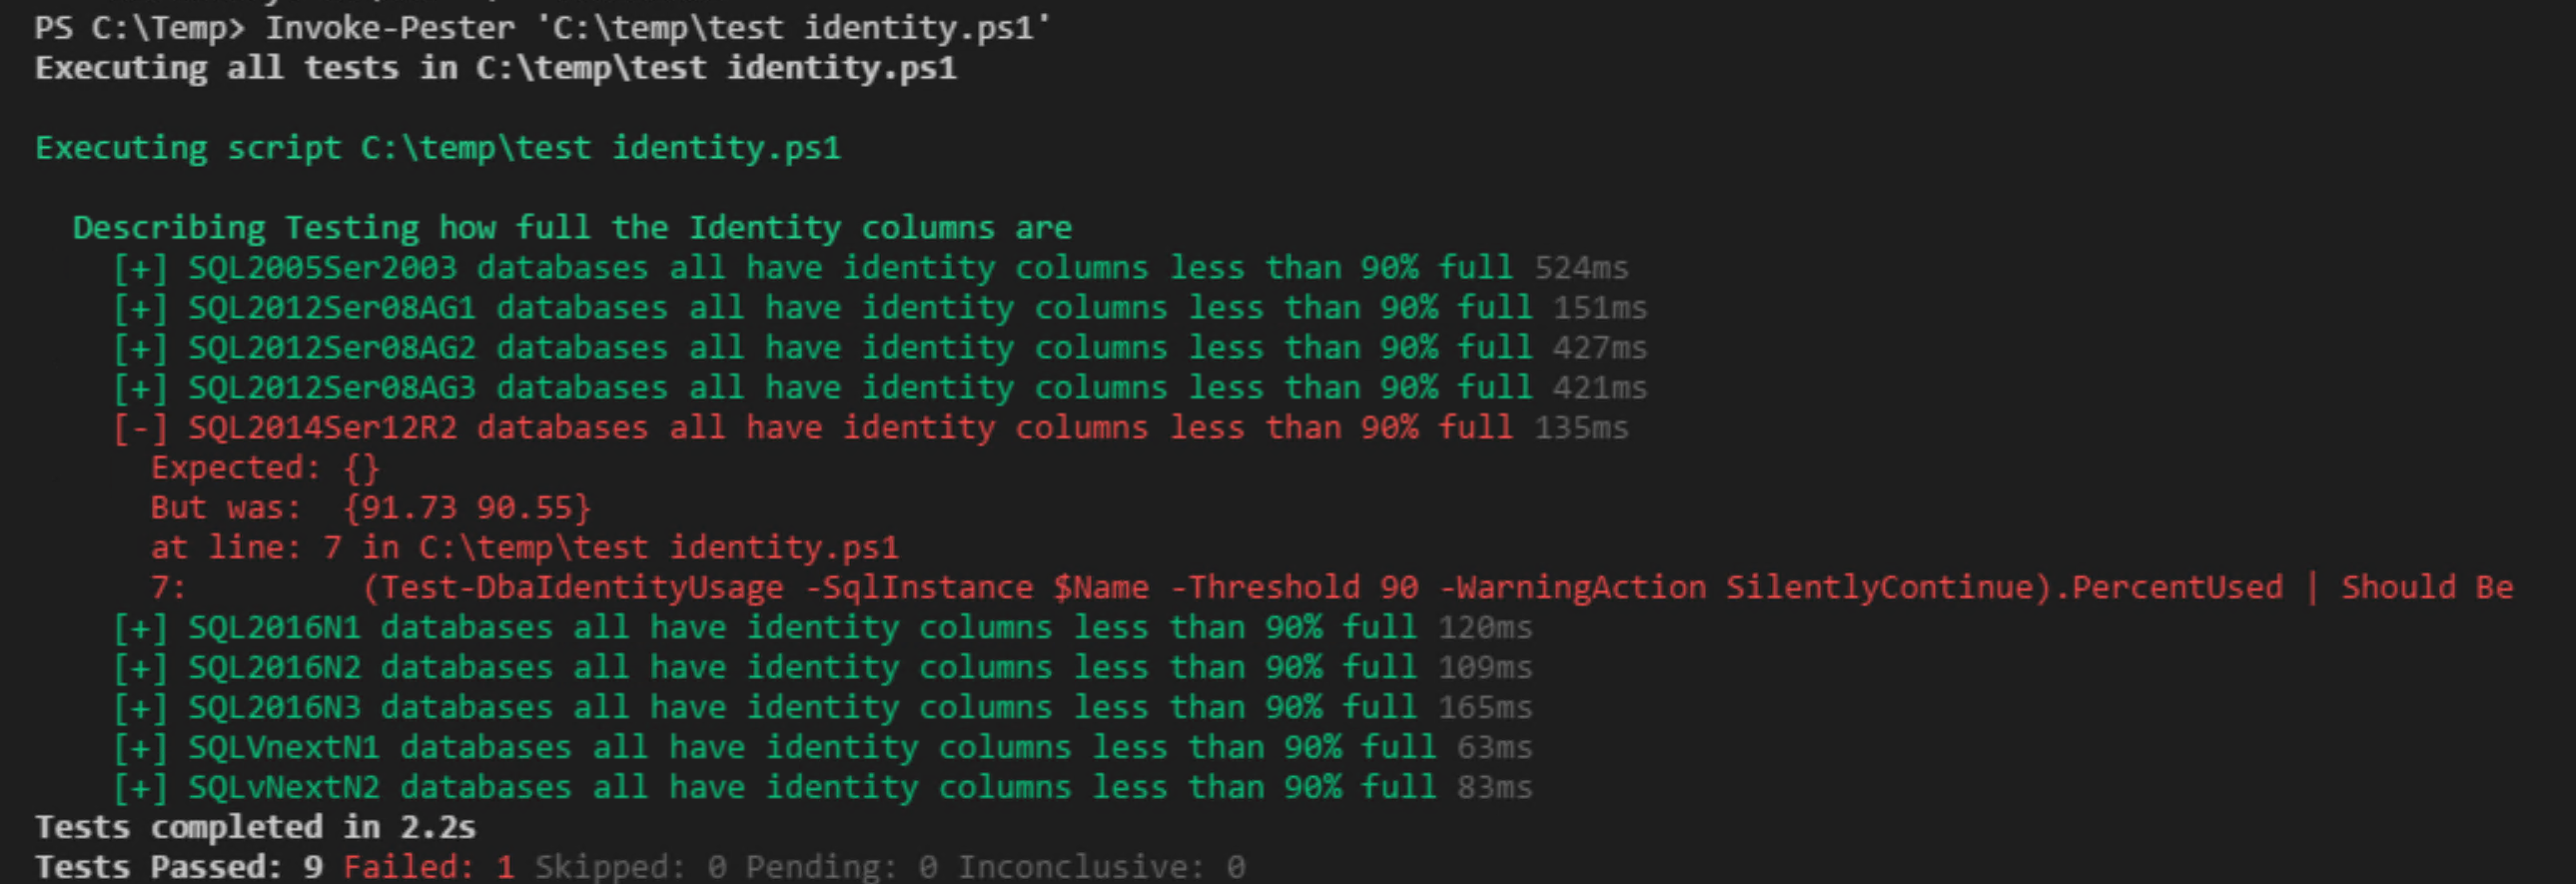 PS C:\Temp> Invoke-Pester 'C:\temp\test identity.ps1'
Executing all tests in C:\temp\test identity.ps1
Executing script C:\temp\test identity.ps1
Describing Testing how full the Identity columns are
[+] SQL2005Ser2003 databases all have identity columns less than 90% full 524ms
[+] SQL2012Ser08AG1 databases all have identity columns less than 90% full 151ms
[+] SQL2012Ser08AG2 databases all have identity columns less than 90% full 427ms
[+] SQL2012Ser08AG3 databases all have identity columns less than 90% full 421ms
[-] SQL2014Ser12R2 databases all have identity columns less than 90% full 135ms
Expected: {}
But was:  {91.73 90.55}
at line: 7 in C:\temp\test identity.ps1
7:         (Test-DbaIdentityUsage -SqlInstance $Name -Threshold 90 -WarningAction SilentlyContinue).PercentUsed | Should Be
[+] SQL2016N1 databases all have identity columns less than 90% full 120ms
[+] SQL2016N2 databases all have identity columns less than 90% full 109ms
[+] SQL2016N3 databases all have identity columns less than 90% full 165ms
[+] SQLVnextN1 databases all have identity columns less than 90% full 63ms
[+] SQLvNextN2 databases all have identity columns less than 90% full 83ms
Tests completed in 2.2s
Tests Passed: 9 Failed: 1 Skipped: 0 Pending: 0 Inconclusive: 0